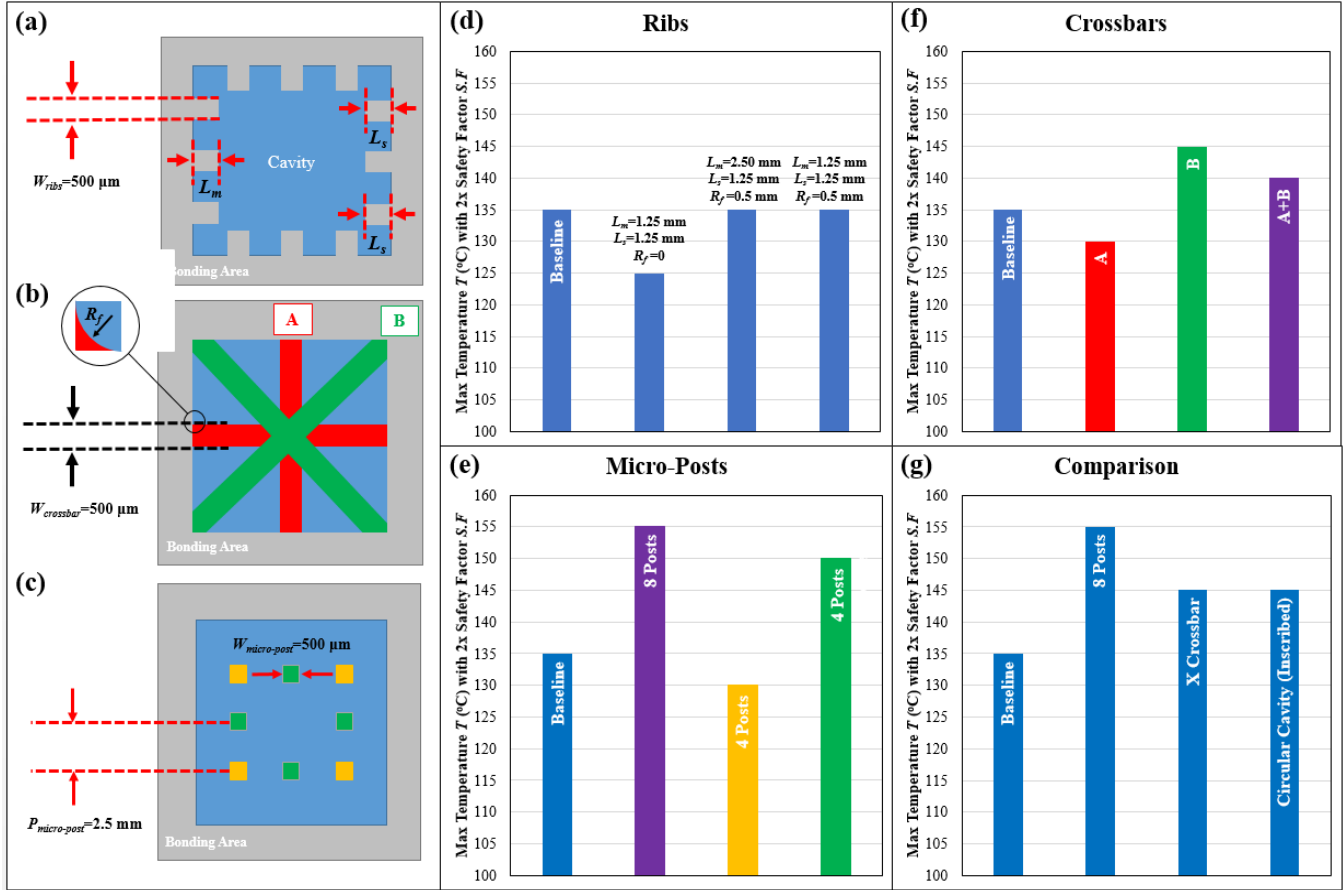 (a)
W_ribs=500 µm
L_s
Cavity
L_m
L_s
onding Area
(b)
R_f
A
B
W_crossbar=500 µm
Bonding Area
(c)
W_micro-post=500 µm
P_micro-post=2.5 mm
Bonding Area
(d)
Ribs
Max Temperature T (°C) with 2x Safety Factor S.F
160
155
150
145
140
135
130
125
120
115
110
105
100
Baseline
L_m=1.25 mm
L_s=1.25 mm
R_f=0
L_m=2.50 mm
L_s=1.25 mm
R_f=0.5 mm
L_m=1.25 mm
L_s=1.25 mm
R_f=0.5 mm
(e)
Micro-Posts
Max Temperature T (°C) with 2x Safety Factor S.F
160
155
150
145
140
135
130
125
120
115
110
105
100
Baseline
8 Posts
4 Posts
4 Posts
(f)
Crossbars
Max Temperature T (°C) with 2x Safety Factor S.F
160
155
150
145
140
135
130
125
120
115
110
105
100
Baseline
A
B
A+B
(g)
Comparison
Max Temperature T (°C) with 2x Safety Factor S.F
160
155
150
145
140
135
130
125
120
115
110
105
100
Baseline
8 Posts
X Crossbar
Circular Cavity (Inscribed)